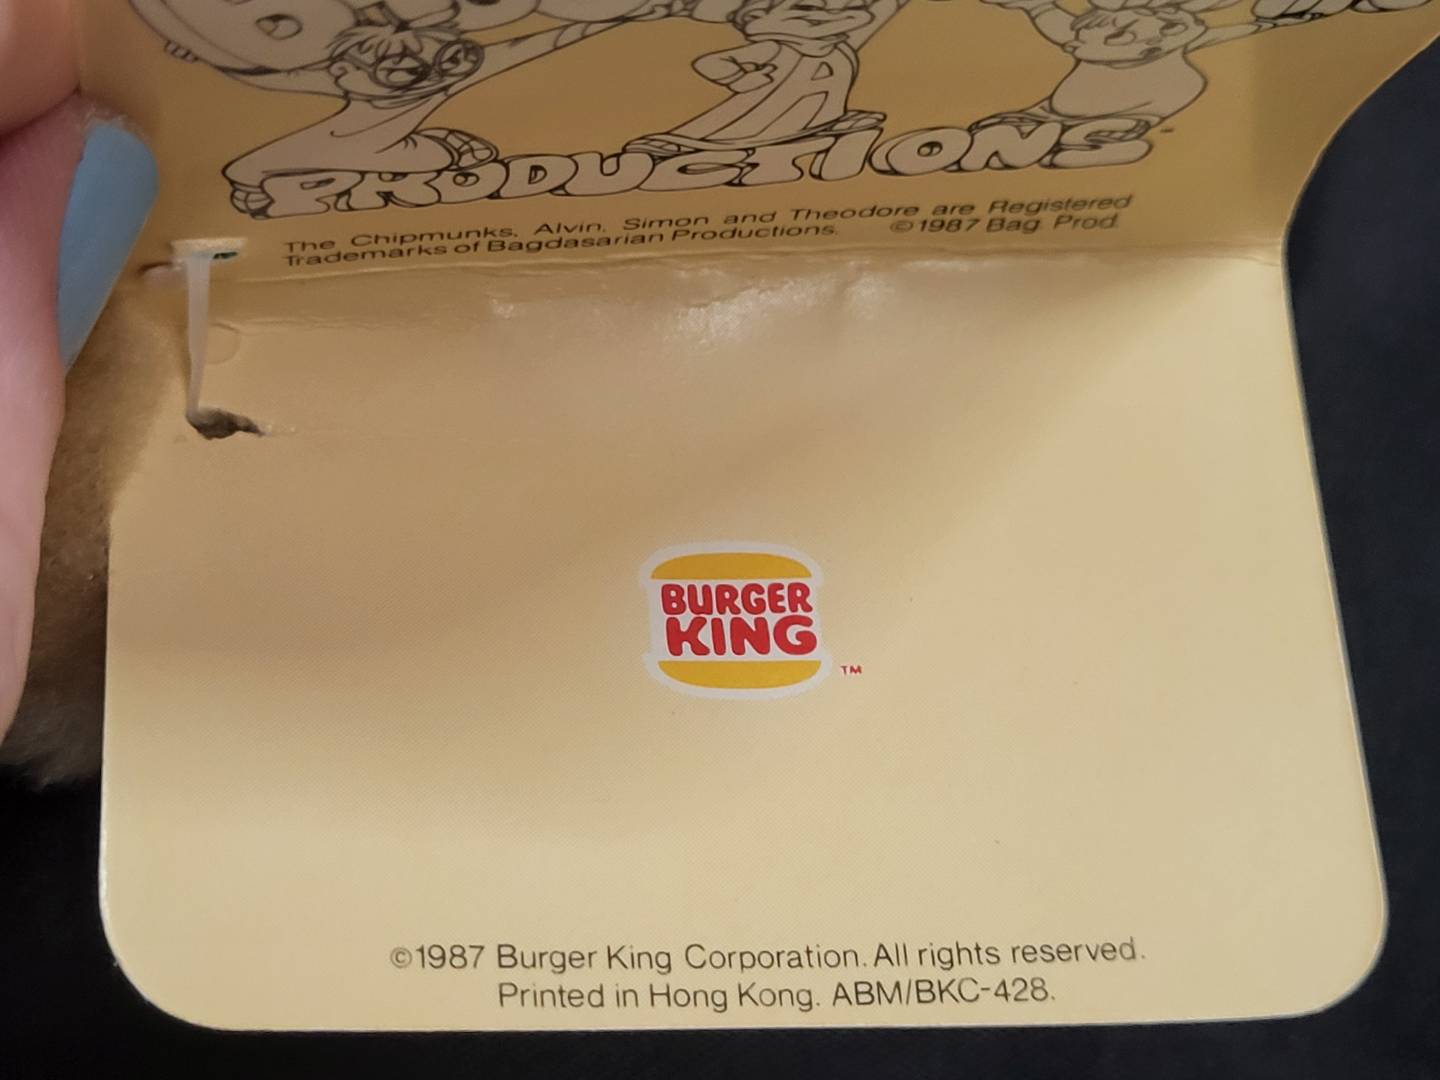 PRODUCTIONS™
The Chipmunks, Alvin, Simon and Theodore are Registered
Trademarks of Bagdasarian Productions. ©1987 Bag. Prod.
BURGER
KING
™
©1987 Burger King Corporation. All rights reserved.
Printed in Hong Kong. ABM/BKC-428.